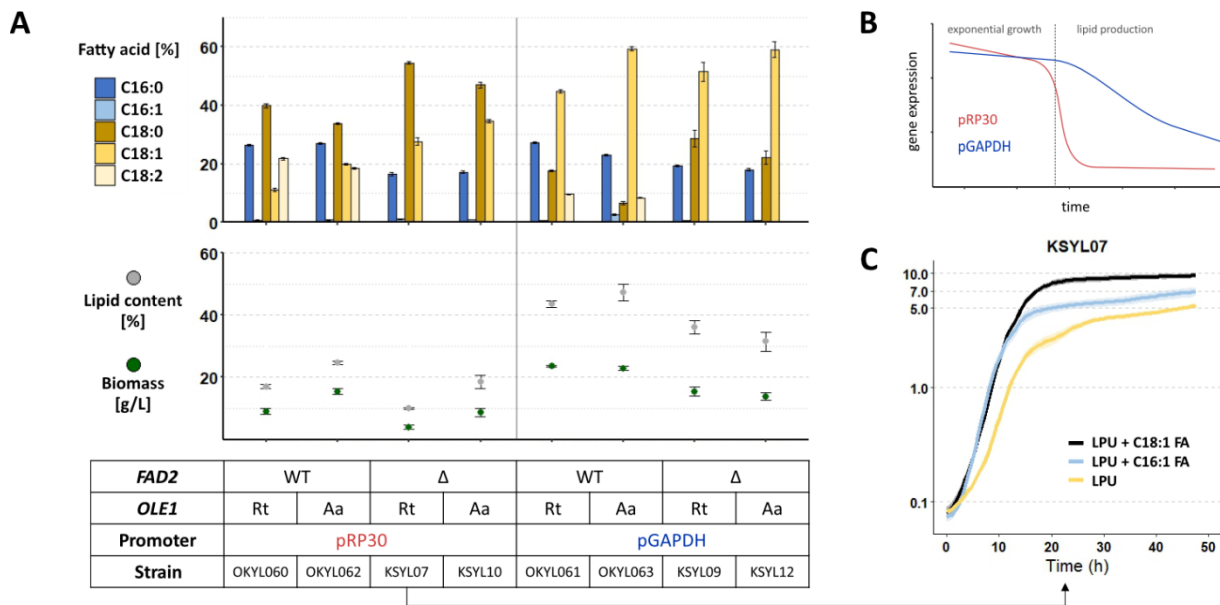 A
Fatty acid [%]
C16:0
C16:1
C18:0
C18:1
C18:2
60
40
20
0
Lipid content
[%]
Biomass
[g/L]
60
40
20
FAD2 WT Δ WT Δ
OLE1 Rt Aa Rt Aa Rt Aa Rt Aa
Promoter pRP30 pGAPDH
Strain OKYL060 OKYL062 KSYL07 KSYL10 OKYL061 OKYL063 KSYL09 KSYL12
B
exponential growth lipid production
gene expression
pRP30
pGAPDH
time
C
KSYL07
10.0
7.0
5.0
1.0
0.1
LPU + C18:1 FA
LPU + C16:1 FA
LPU
0 10 20 30 40 50
Time (h)